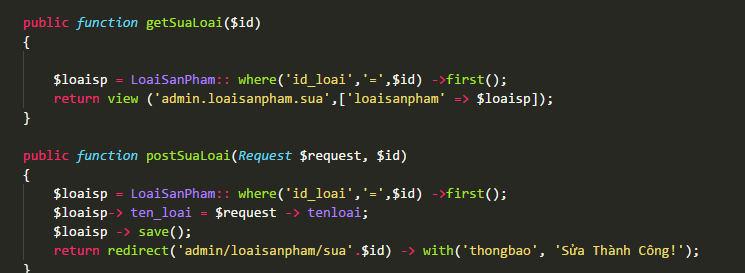 public function getSuaLoai($id)
{
$loaisp = LoaiSanPham:: where('id_loai','=',$id) ->first();
return view ('admin.loaisanpham.sua',['loaisanpham' => $loaisp]);
}
public function postSuaLoai(Request $request, $id)
{
$loaisp = LoaiSanPham:: where('id_loai','=',$id) ->first();
$loaisp-> ten_loai = $request -> tenloai;
$loaisp -> save();
return redirect('admin/loaisanpham/sua'.$id) -> with('thongbao', 'Sửa Thành Công!');
}